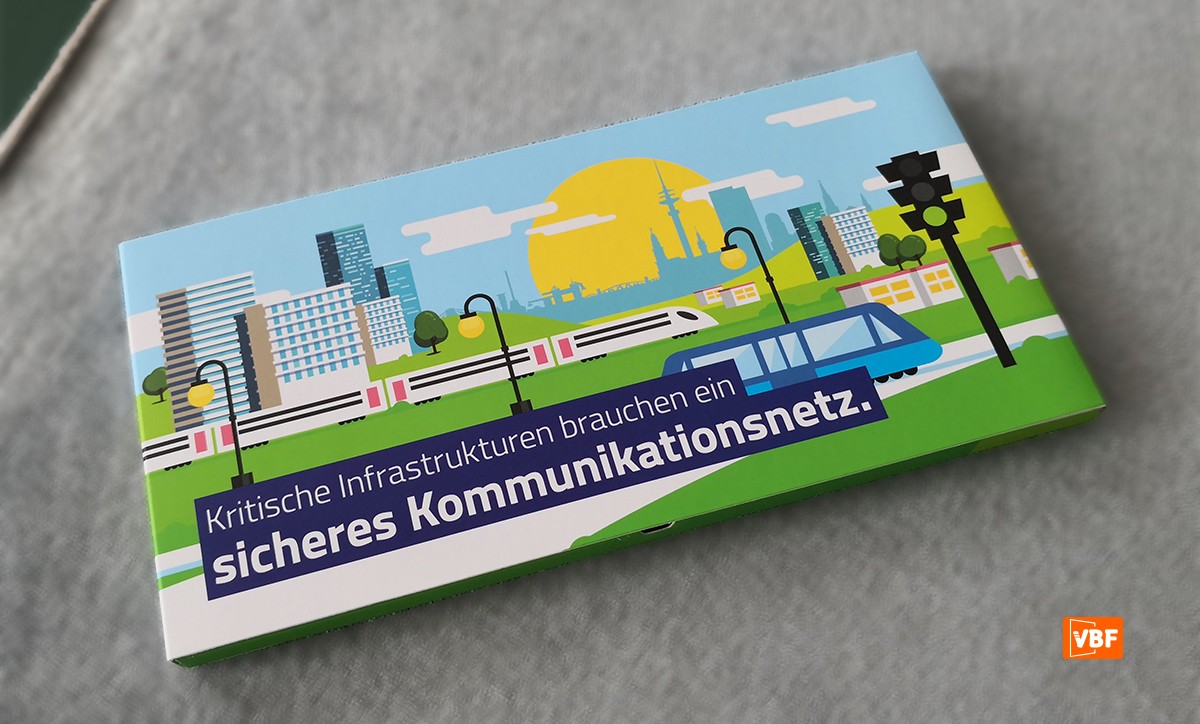 Kritische Infrastrukturen brauchen ein
sicheres Kommunikationsnetz.
VBF